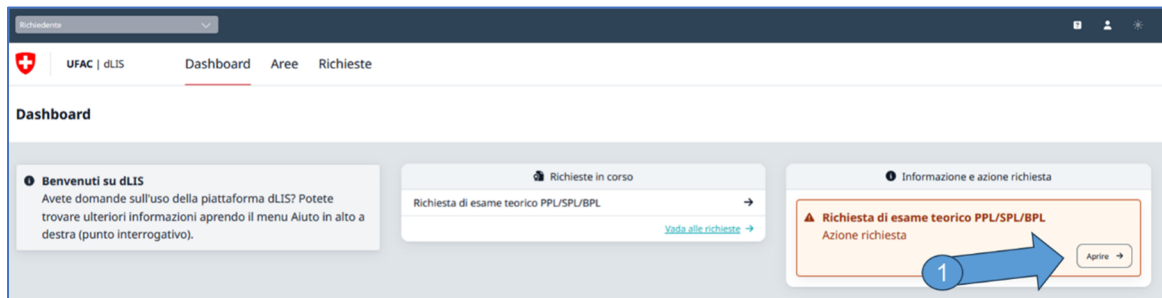 Richiedente
UFAC | dLIS
Dashboard
Aree
Richieste
Dashboard
Benvenuti su dLIS
Avete domande sull'uso della piattaforma dLIS? Potete
trovare ulteriori informazioni aprendo il menu Aiuto in alto a
destra (punto interrogativo).
Richieste in corso
Richiesta di esame teorico PPL/SPL/BPL
Vada alle richieste
Informazione e azione richiesta
Richiesta di esame teorico PPL/SPL/BPL
Azione richiesta
Aprire
1